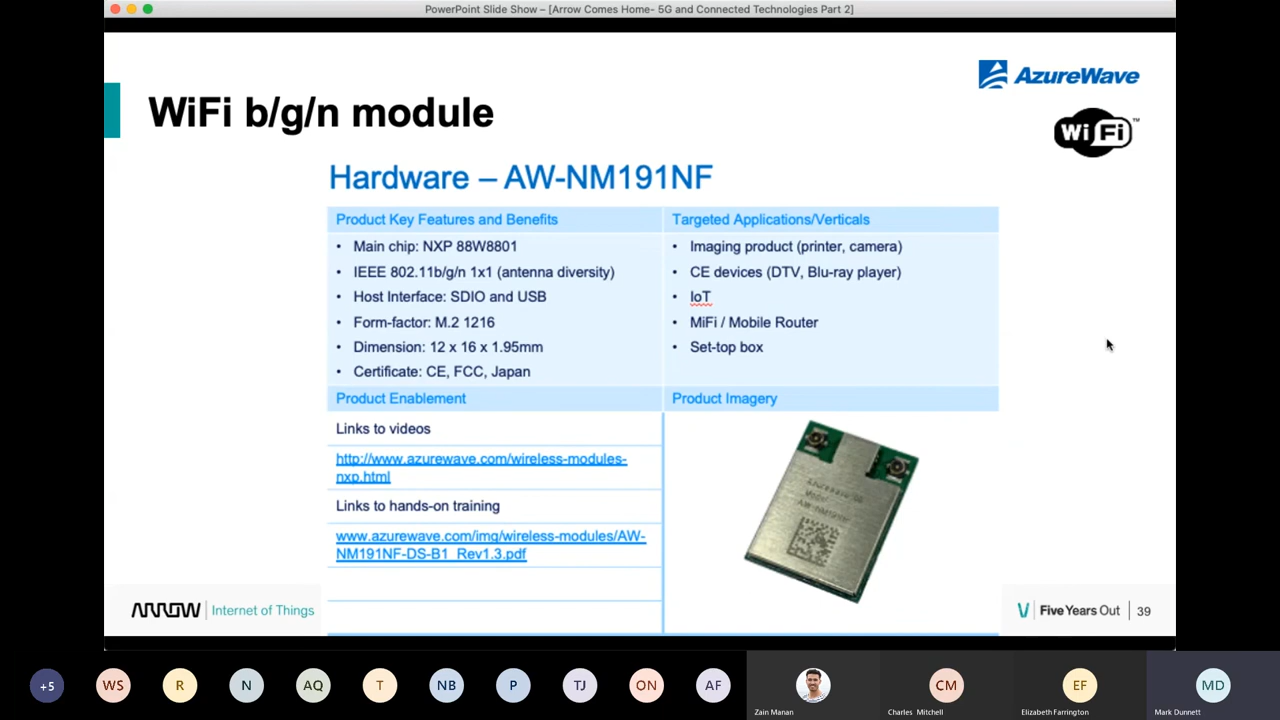 PowerPoint Slide Show – [Arrow Comes Home- 5G and Connected Technologies Part 2]
AzureWave
WiFi b/g/n module
Wi Fi ™
Hardware – AW-NM191NF
Product Key Features and Benefits
• Main chip: NXP 88W8801
• IEEE 802.11b/g/n 1x1 (antenna diversity)
• Host Interface: SDIO and USB
• Form-factor: M.2 1216
• Dimension: 12 x 16 x 1.95mm
• Certificate: CE, FCC, Japan
Targeted Applications/Verticals
• Imaging product (printer, camera)
• CE devices (DTV, Blu-ray player)
• IoT
• MiFi / Mobile Router
• Set-top box
Product Enablement
Links to videos
http://www.azurewave.com/wireless-modules-
nxp.html
Links to hands-on training
www.azurewave.com/img/wireless-modules/AW-
NM191NF-DS-B1_Rev1.3.pdf
Product Imagery
ARROW | Internet of Things
Five Years Out | 39
+5
WS
R
N
AQ
T
NB
P
TJ
ON
AF
Zain Manan
CM
Charles Mitchell
EF
Elizabeth Farrington
MD
Mark Dunnett